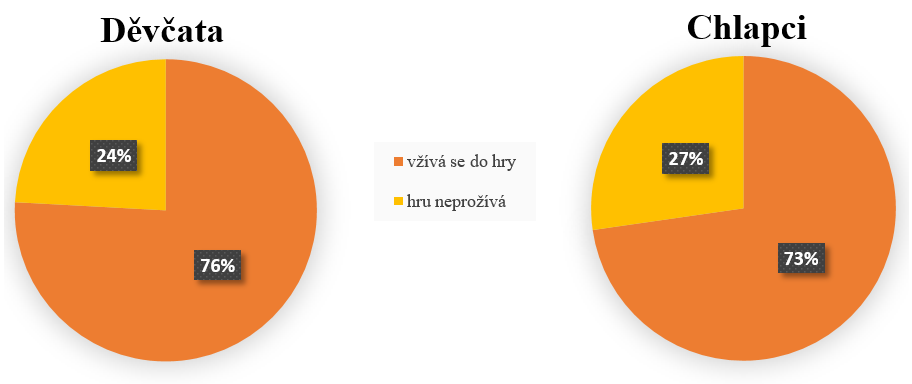 Děvčata
24%
76%
vžívá se do hry
hru neprožívá
Chlapci
27%
73%